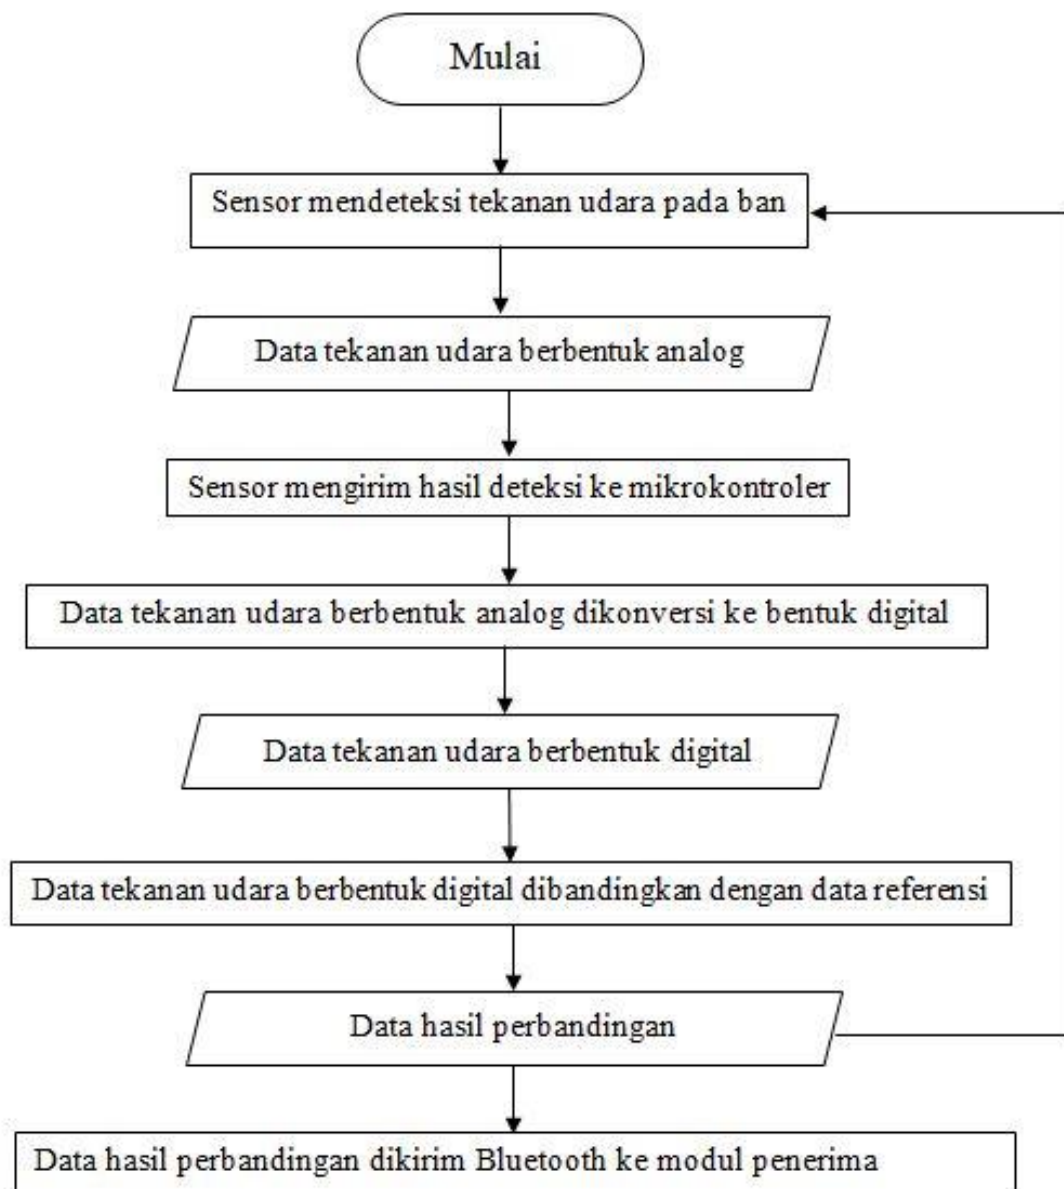 Mulai
Sensor mendeteksi tekanan udara pada ban
Data tekanan udara berbentuk analog
Sensor mengirim hasil deteksi ke mikrokontroler
Data tekanan udara berbentuk analog dikonversi ke bentuk digital
Data tekanan udara berbentuk digital
Data tekanan udara berbentuk digital dibandingkan dengan data referensi
Data hasil perbandingan
Data hasil perbandingan dikirim Bluetooth ke modul penerima